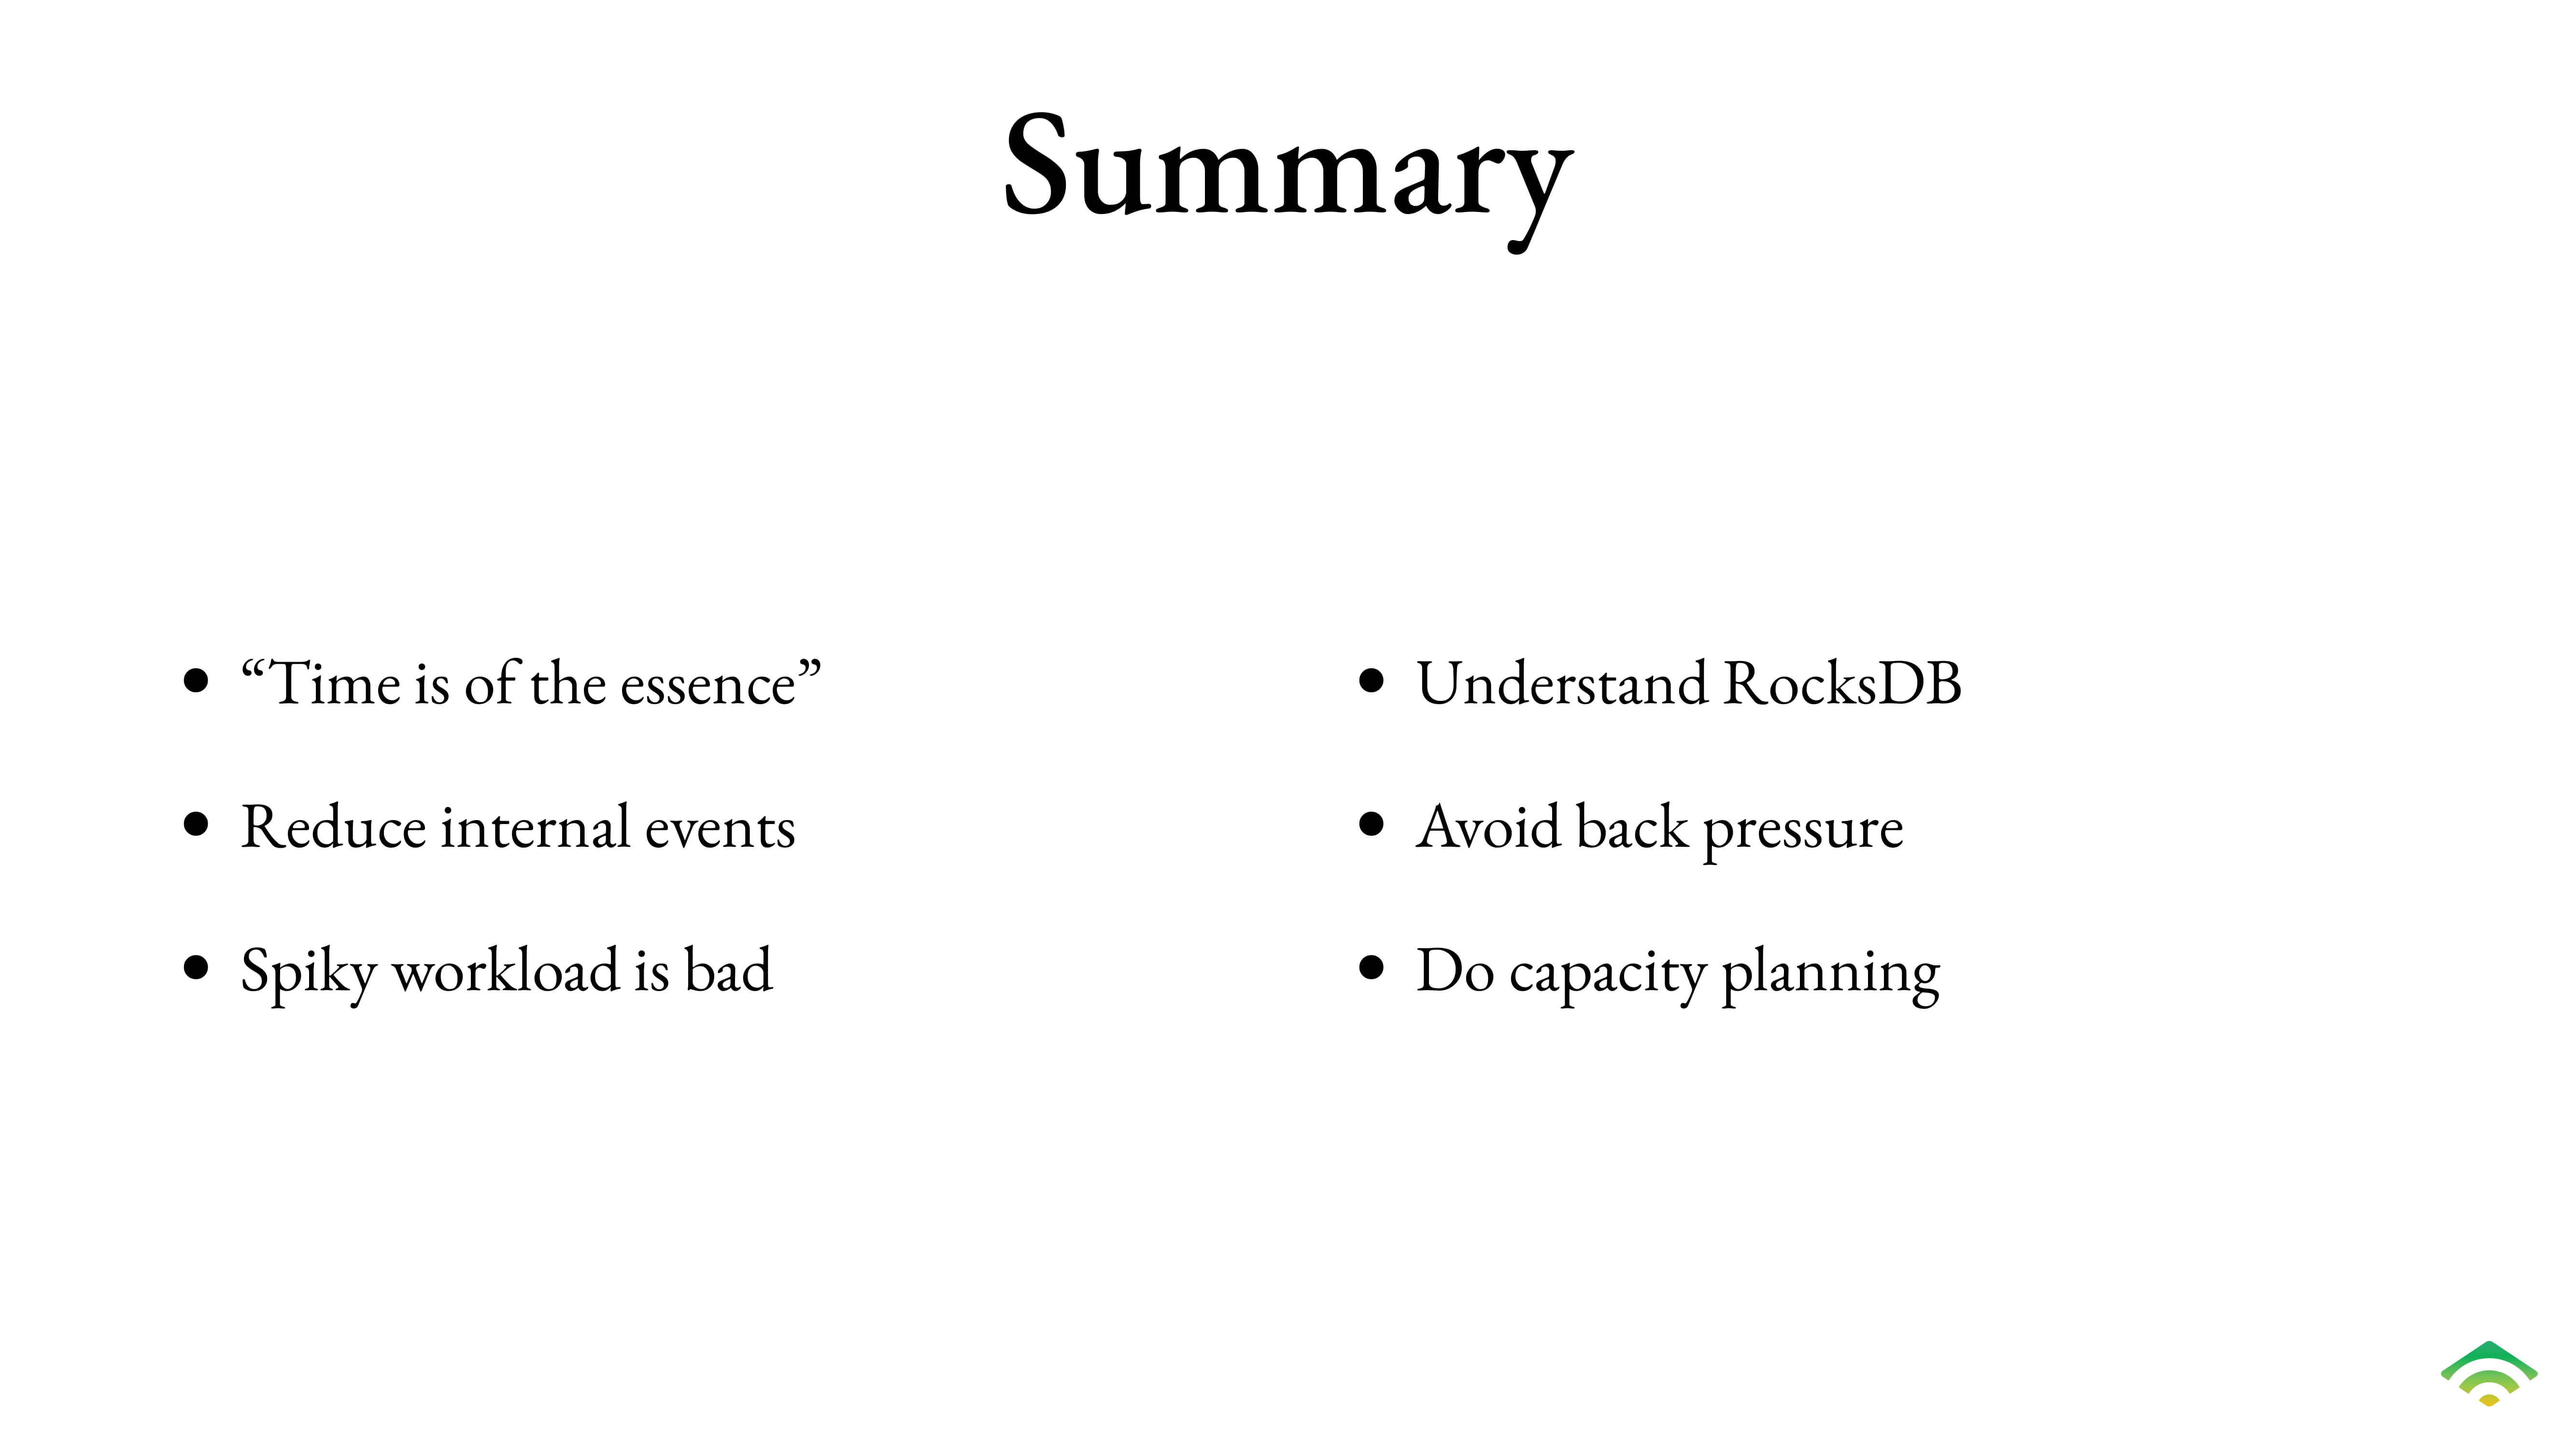 Summary
• “Time is of the essence”
• Reduce internal events
• Spiky workload is bad
• Understand RocksDB
• Avoid back pressure
• Do capacity planning